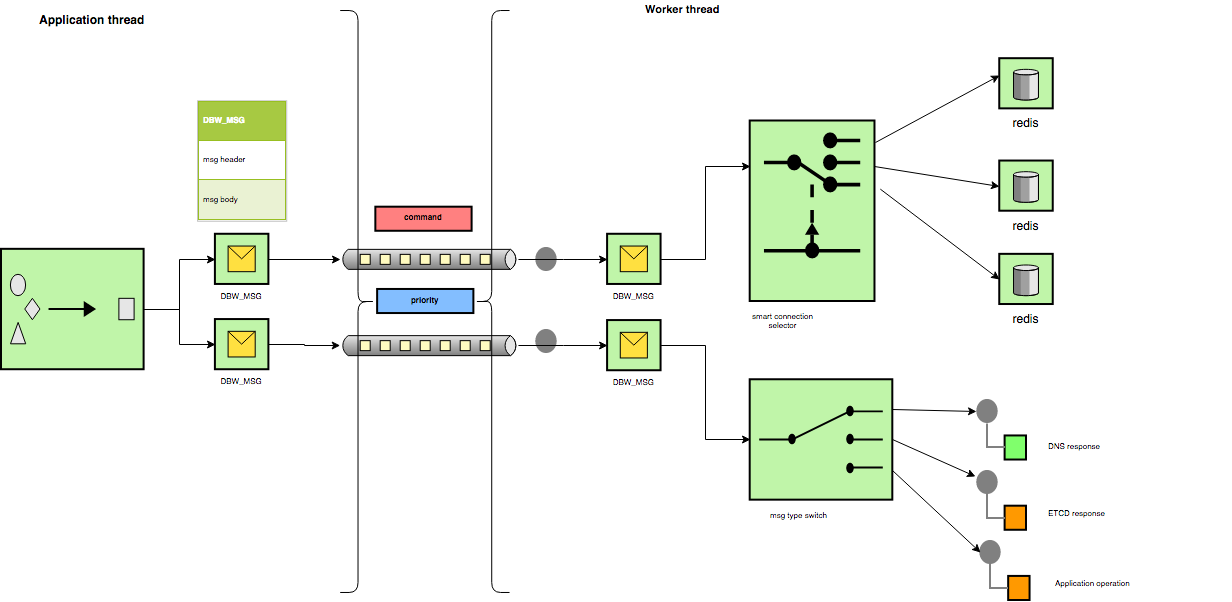 Application thread
Worker thread
DBW_MSG
msg header
msg body
command
priority
DBW_MSG
DBW_MSG
DBW_MSG
DBW_MSG
smart connection
selector
redis
redis
redis
msg type switch
DNS response
ETCD response
Application operation